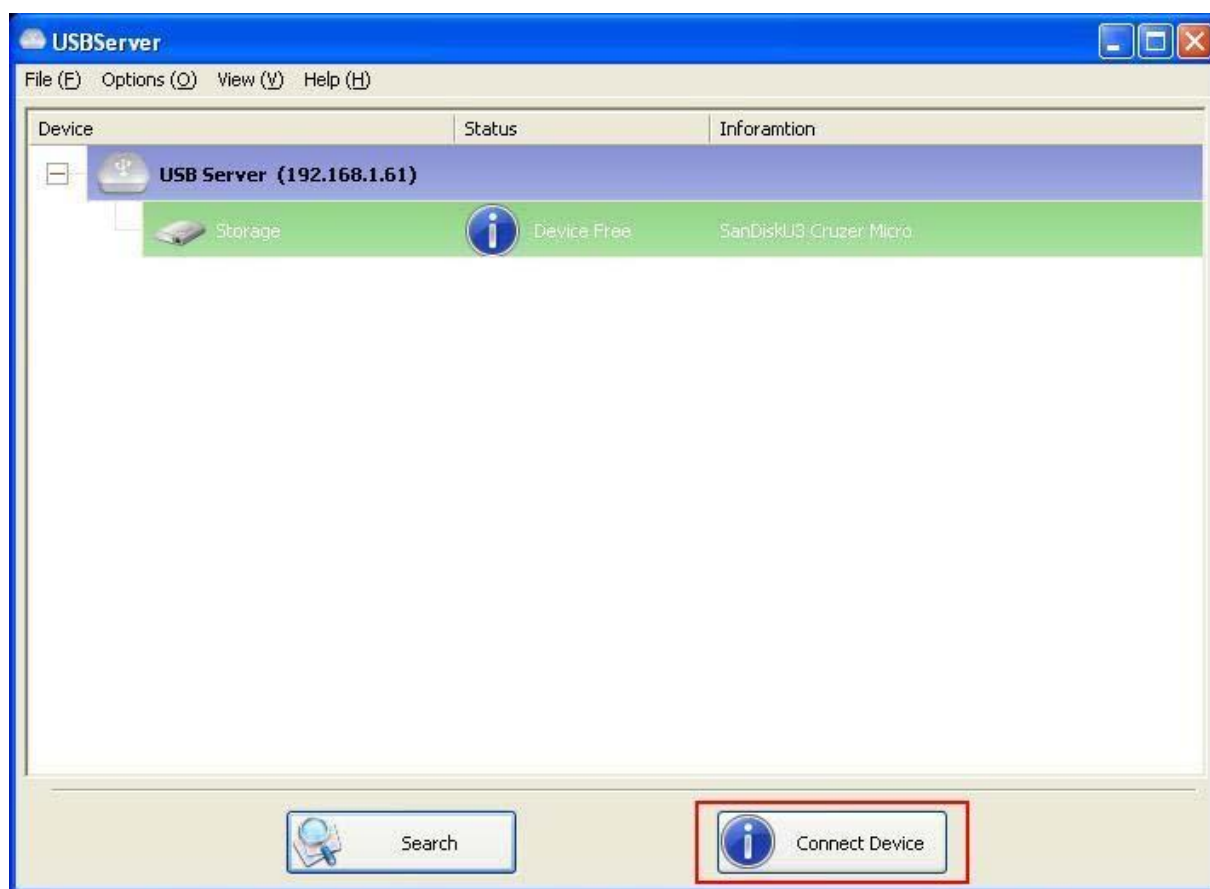 USBServer
File (F) Options (O) View (V) Help (H)
Device Status Inforamtion
USB Server (192.168.1.61)
Storage Device Free SanDiskU3 Cruzer Micro
Search Connect Device